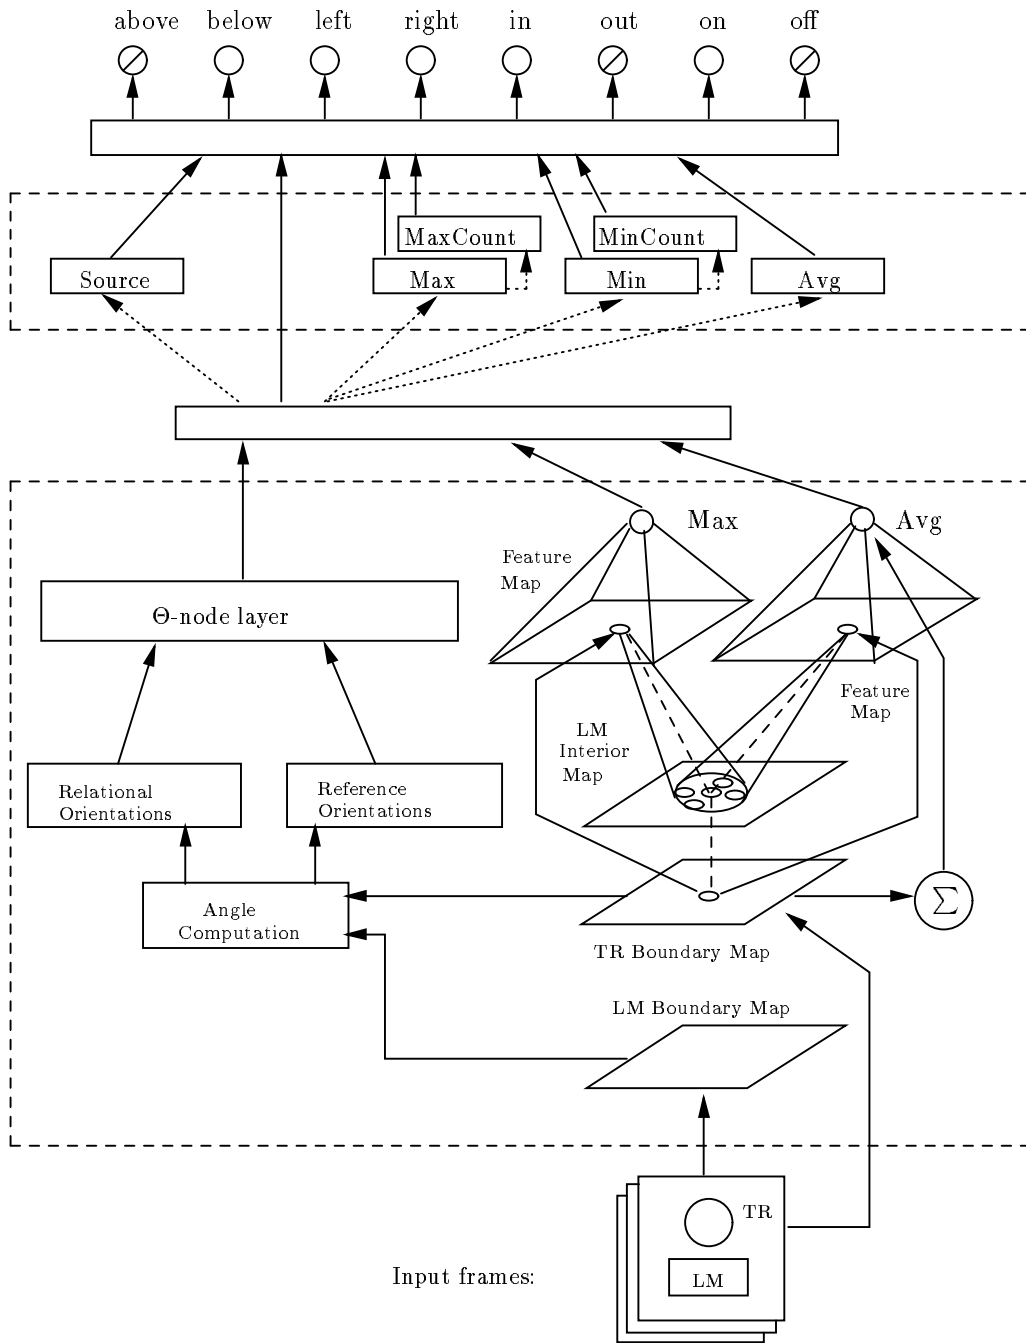 above below left right in out on off
MaxCount MinCount
Source Max Min Avg
Max Avg
Feature
Map
Θ-node layer
Feature
Map
LM
Interior
Map
Relational
Orientations
Reference
Orientations
Angle
Computation
Σ
TR Boundary Map
LM Boundary Map
TR
LM
Input frames: